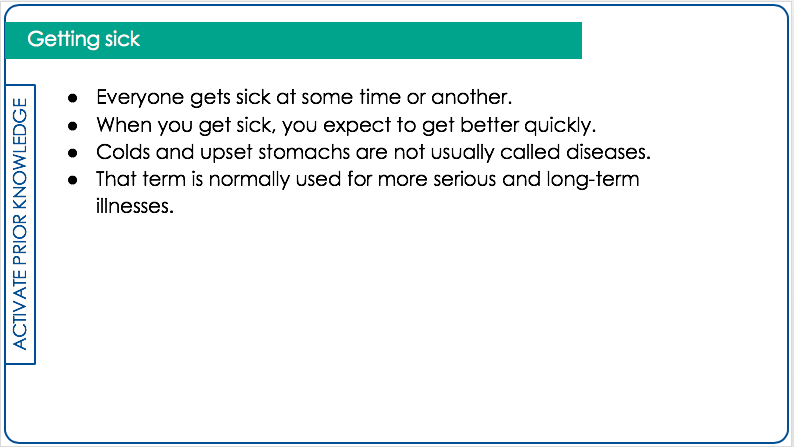 Getting sick
ACTIVATE PRIOR KNOWLEDGE
● Everyone gets sick at some time or another.
● When you get sick, you expect to get better quickly.
● Colds and upset stomachs are not usually called diseases.
● That term is normally used for more serious and long-term
illnesses.